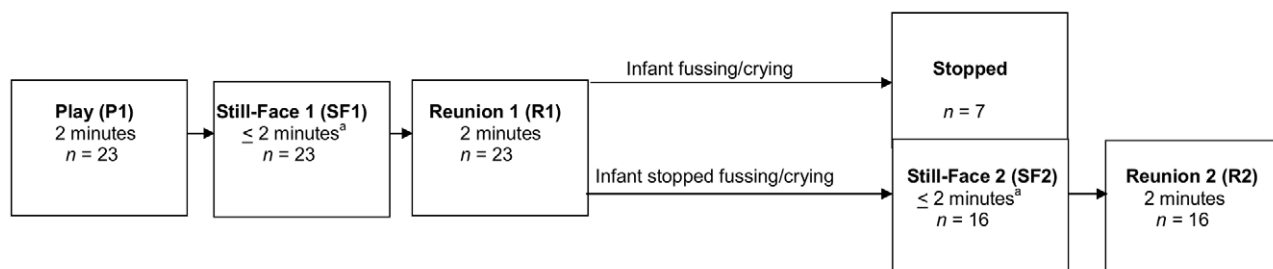 Play (P1)
2 minutes
n = 23
Still-Face 1 (SF1)
≤ 2 minutesᵃ
n = 23
Reunion 1 (R1)
2 minutes
n = 23
Infant fussing/crying
Stopped
n = 7
Infant stopped fussing/crying
Still-Face 2 (SF2)
≤ 2 minutesᵃ
n = 16
Reunion 2 (R2)
2 minutes
n = 16